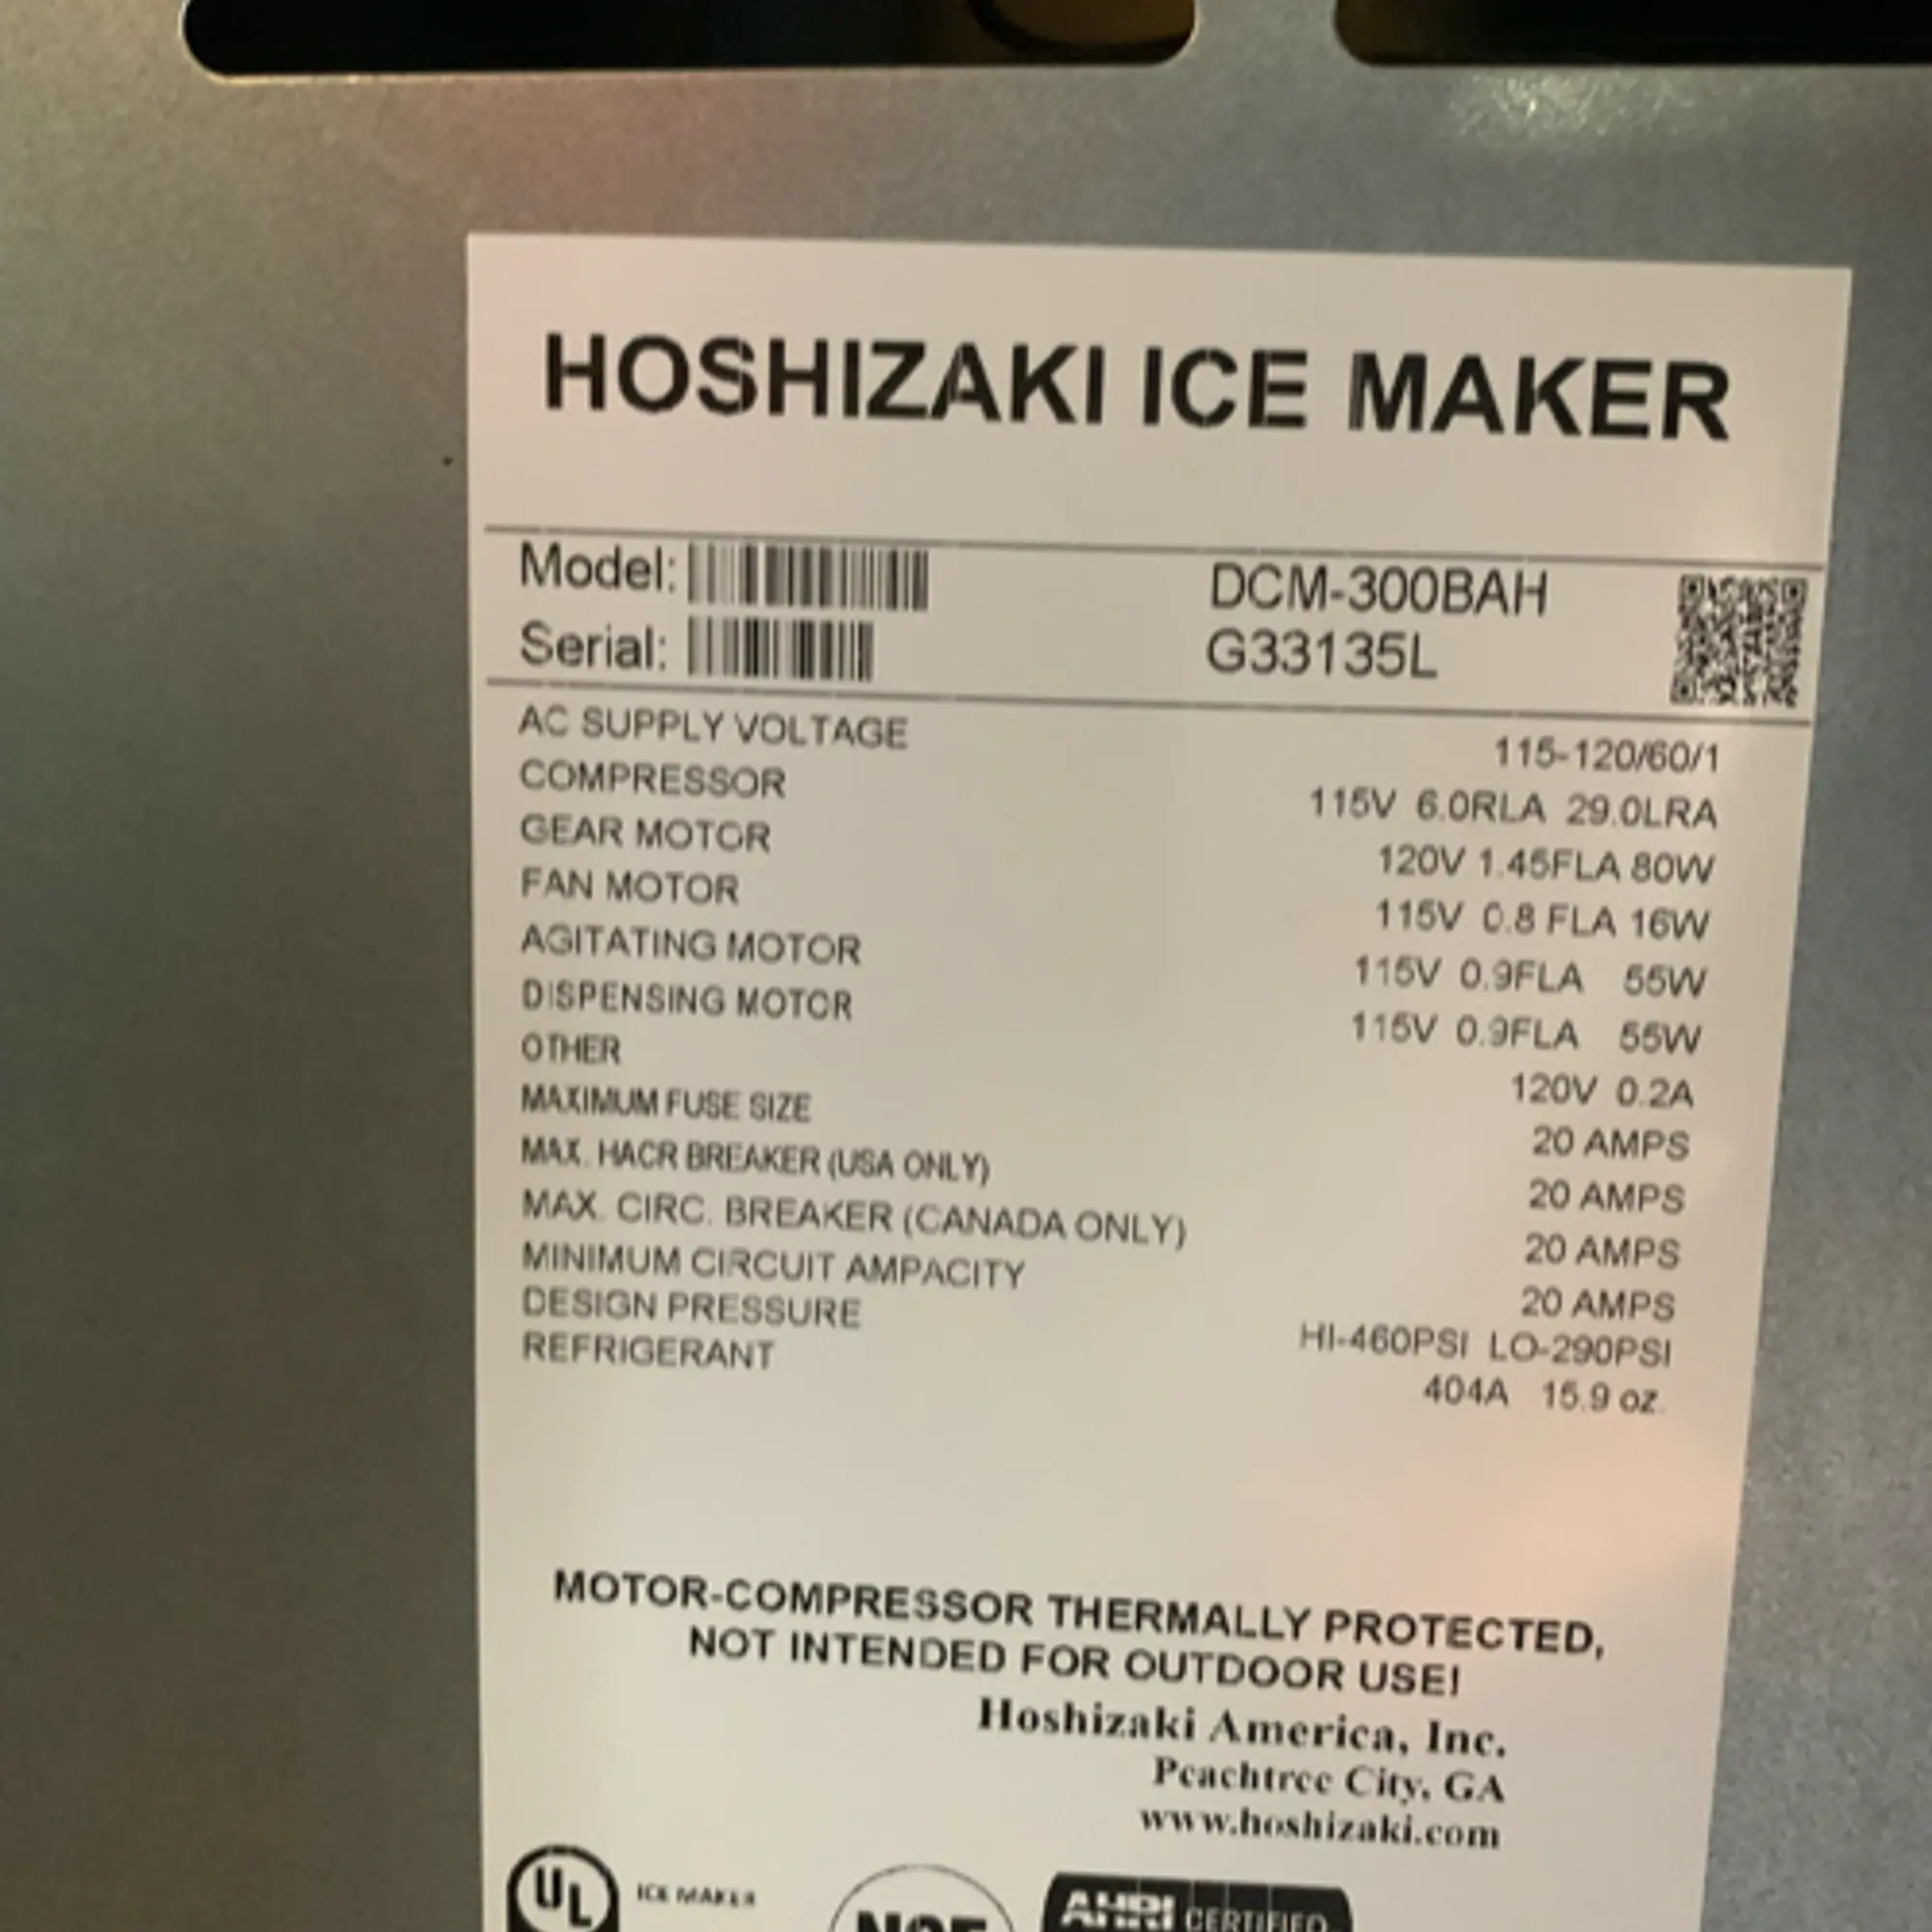 HOSHIZAKI ICE MAKER
Model: DCM-300BAH
Serial: G33135L
AC SUPPLY VOLTAGE 115-120/60/1
COMPRESSOR 115V 6.0RLA 29.0LRA
GEAR MOTOR 120V 1.45FLA 80W
FAN MOTOR 115V 0.8 FLA 16W
AGITATING MOTOR 115V 0.9FLA 55W
DISPENSING MOTOR 115V 0.9FLA 55W
OTHER 120V 0.2A
MAXIMUM FUSE SIZE 20 AMPS
MAX. HACR BREAKER (USA ONLY) 20 AMPS
MAX. CIRC. BREAKER (CANADA ONLY) 20 AMPS
MINIMUM CIRCUIT AMPACITY 20 AMPS
DESIGN PRESSURE HI-460PSI LO-290PSI
REFRIGERANT 404A 15.9 oz.
MOTOR-COMPRESSOR THERMALLY PROTECTED,
NOT INTENDED FOR OUTDOOR USE!
Hoshizaki America, Inc.
Peachtree City, GA
www.hoshizaki.com
UL ICE MAKER NSF AHRI CERTIFIED